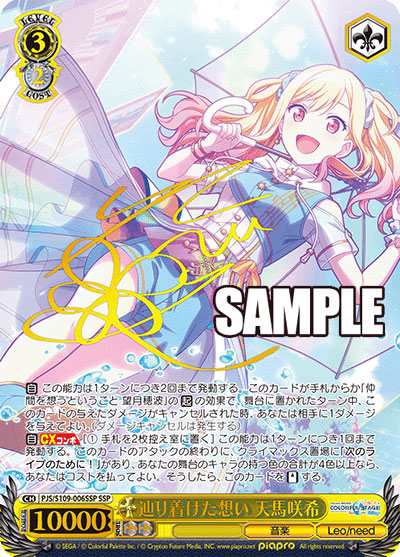 LEVEL
3
2
COST
SAMPLE
自 この能力は1ターンにつき2回まで発動する。このカードが手札から「仲
間を想うということ 望月穂波」の起の効果で、舞台に置かれたターン中、こ
のカードの与えたダメージがキャンセルされた時、あなたは相手に1ダメー
ジを与えてよい。(ダメージキャンセルは発生する)
自 CXコンボ [① 手札を2枚控え室に置く] この能力は1ターンにつき1回まで
発動する。このカードのアタックの終わりに、クライマックス置場に「次のラ
イブのために!」があり、あなたの舞台のキャラの持つ色の合計が4色以上なら、
あなたはコストを払ってよい。そうしたら、このカードを【スタンド】する。
CH PJS/S109-006SSP SSP
辿り着けた想い 天馬咲希
POWER
10000
SOUL
音楽
Leo/need
COLORFUL STAGE!
© SEGA / © Colorful Palette Inc. / © Crypton Future Media, INC. www.piapro.net piapro